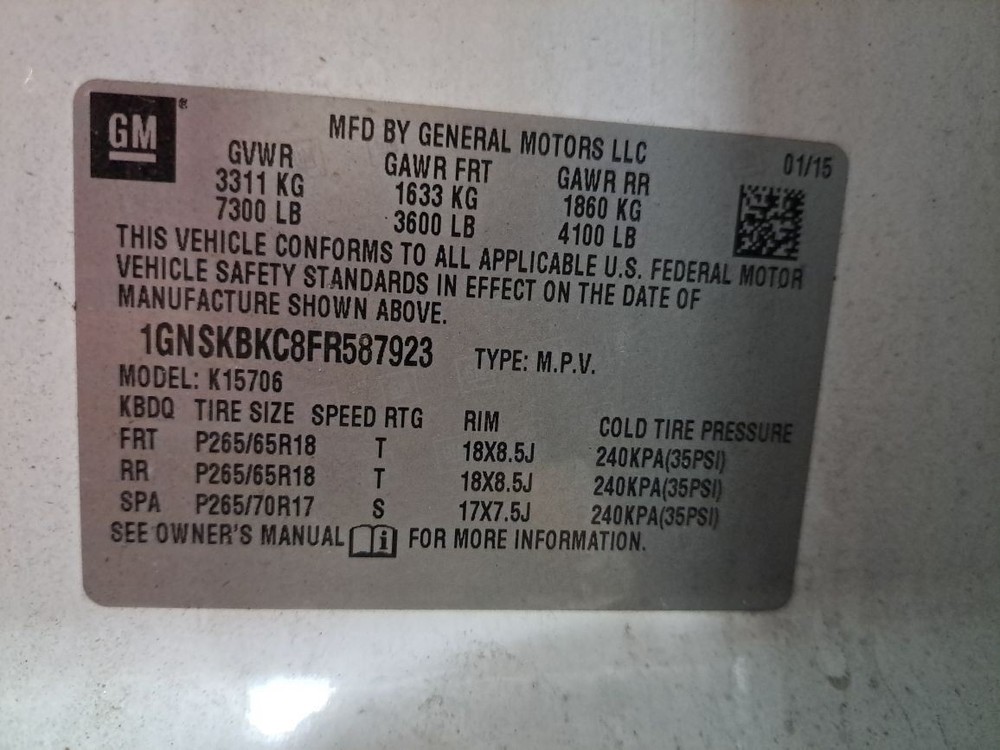 GM®
MFD BY GENERAL MOTORS LLC
01/15
GVWR GAWR FRT GAWR RR
3311 KG 1633 KG 1860 KG
7300 LB 3600 LB 4100 LB
THIS VEHICLE CONFORMS TO ALL APPLICABLE U.S. FEDERAL MOTOR
VEHICLE SAFETY STANDARDS IN EFFECT ON THE DATE OF
MANUFACTURE SHOWN ABOVE.
1GNSKBKC8FR587923 TYPE: M.P.V.
MODEL: K15706
KBDQ TIRE SIZE SPEED RTG RIM COLD TIRE PRESSURE
FRT P265/65R18 T 18X8.5J 240KPA(35PSI)
RR P265/65R18 T 18X8.5J 240KPA(35PSI)
SPA P265/70R17 S 17X7.5J 240KPA(35PSI)
SEE OWNER'S MANUAL i FOR MORE INFORMATION.